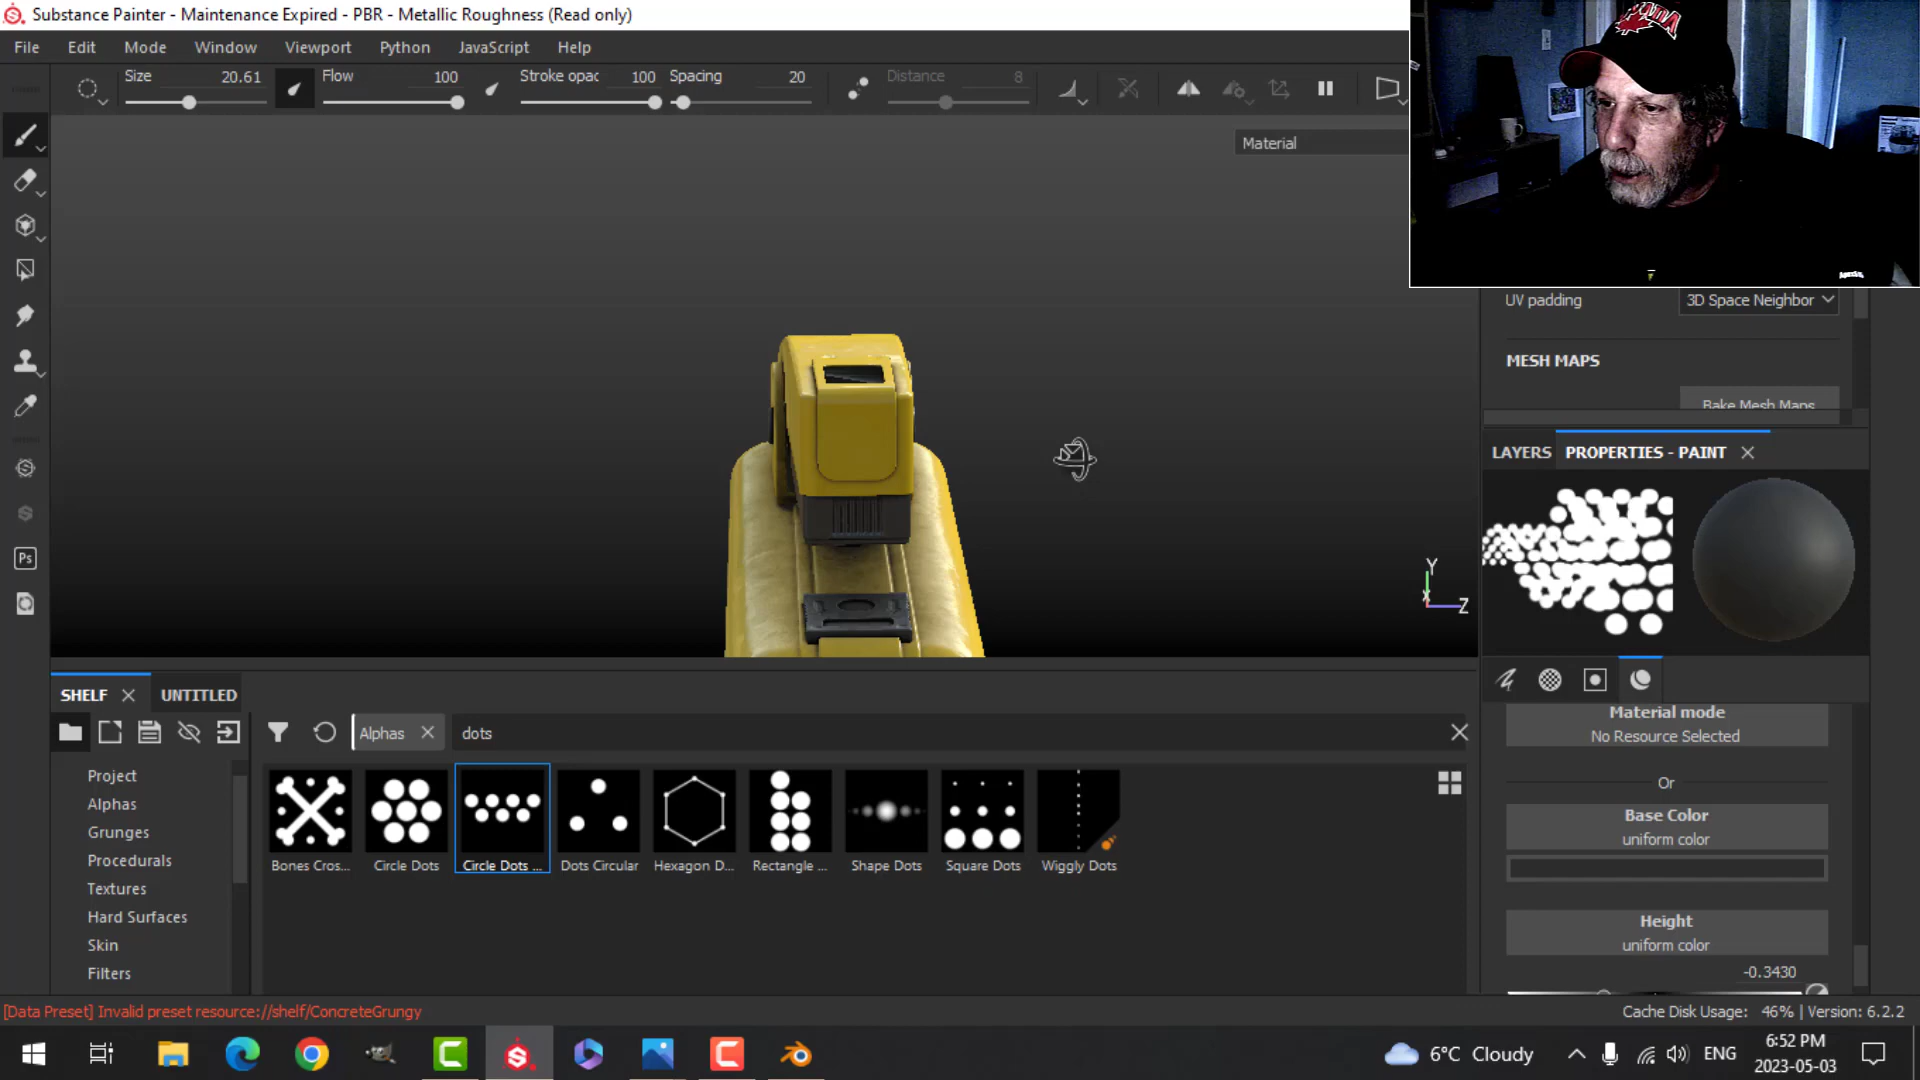 Substance Painter - Maintenance Expired - PBR - Metallic Roughness (Read only)
File Edit Mode Window Viewport Python JavaScript Help
Size 20.61 Flow 100 Stroke opac 100 Spacing 20 Distance 8
Material
UV padding 3D Space Neighbor
MESH MAPS
Bake Mesh Maps
LAYERS PROPERTIES - PAINT
Y
X Z
Ps
SHELF UNTITLED
Material mode
No Resource Selected
Alphas dots
Or
Project
Alphas
Grunges
Procedurals
Textures
Hard Surfaces
Skin
Filters
Base Color
uniform color
Bones Cros... Circle Dots Circle Dots ... Dots Circular Hexagon D... Rectangle ... Shape Dots Square Dots Wiggly Dots
Height
uniform color
-0.3430
[Data Preset] Invalid preset resource://shelf/ConcreteGrungy
Cache Disk Usage: 46% | Version: 6.2.2
6°C Cloudy ENG 6:52 PM
2023-05-03